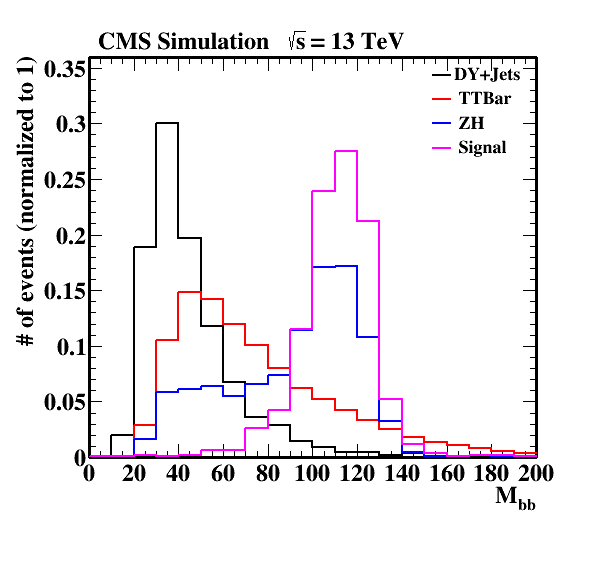 CMS Simulation √s = 13 TeV
# of events (normalized to 1)
0.35
0.3
0.25
0.2
0.15
0.1
0.05
0
DY+Jets
TTBar
ZH
Signal
0 20 40 60 80 100 120 140 160 180 200
M_bb